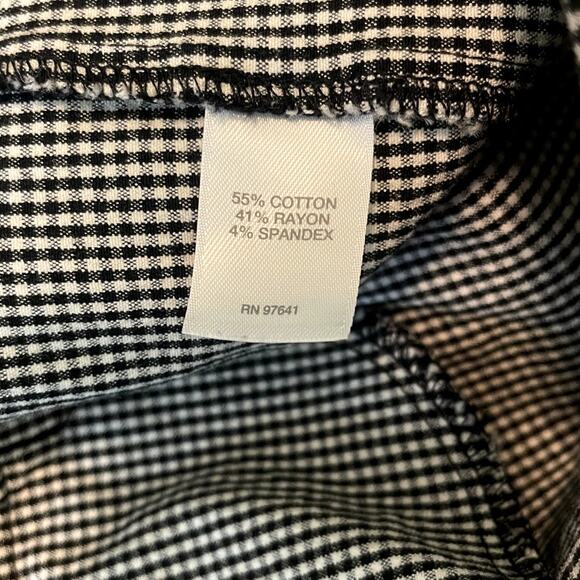 55% COTTON
41% RAYON
4% SPANDEX
RN 97641